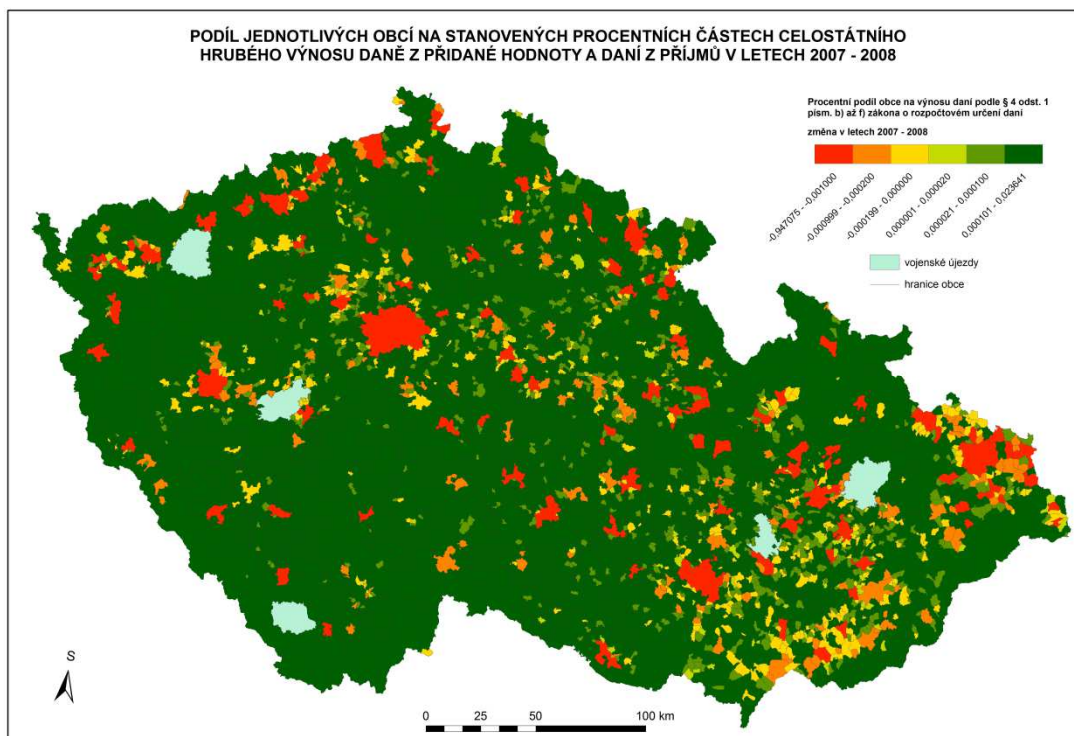 PODÍL JEDNOTLIVÝCH OBCÍ NA STANOVENÝCH PROCENTNÍCH ČÁSTECH CELOSTÁTNÍHO
HRUBÉHO VÝNOSU DANĚ Z PŘIDANÉ HODNOTY A DANÍ Z PŘÍJMŮ V LETECH 2007 - 2008
Procentní podíl obce na výnosu daní podle § 4 odst. 1
písm. b) až f) zákona o rozpočtovém určení daní
změna v letech 2007 - 2008
-0,947075 - -0,001000
-0,000999 - -0,000200
-0,000199 - 0,000000
0,000001 - 0,000020
0,000021 - 0,000100
0,000101 - 0,023641
vojenské újezdy
hranice obce
S
0 25 50 100 km